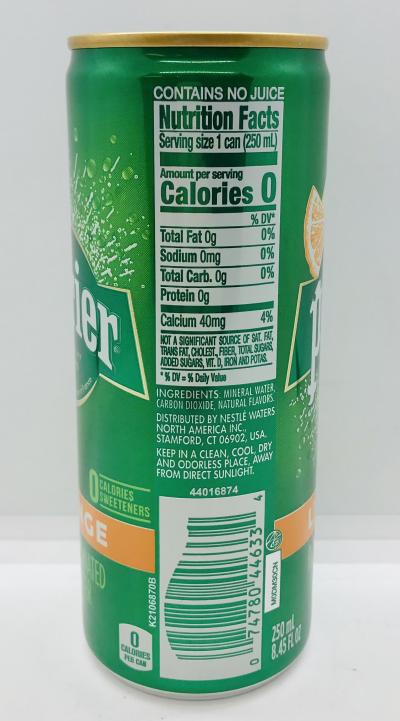 CONTAINS NO JUICE
Nutrition Facts
Serving size 1 can (250 mL)
Amount per serving
Calories 0
% DV*
Total Fat 0g 0%
Sodium 0mg 0%
Total Carb. 0g 0%
Protein 0g
Calcium 40mg 4%
NOT A SIGNIFICANT SOURCE OF SAT. FAT,
TRANS FAT, CHOLEST., FIBER, TOTAL SUGARS,
ADDED SUGARS, VIT. D, IRON AND POTAS.
* % DV = % Daily Value
INGREDIENTS: MINERAL WATER,
CARBON DIOXIDE, NATURAL FLAVORS.
DISTRIBUTED BY NESTLÉ WATERS
NORTH AMERICA INC.,
STAMFORD, CT 06902, USA.
KEEP IN A CLEAN, COOL, DRY
AND ODORLESS PLACE, AWAY
FROM DIRECT SUNLIGHT.
44016874
0 74780 44633 4
K2106870B
M0DM30CN
250 mL
8.45 FL OZ
rier
0 CALORIES
SWEETENERS
NGE
ATED
0
CALORIES
PER CAN
p
L